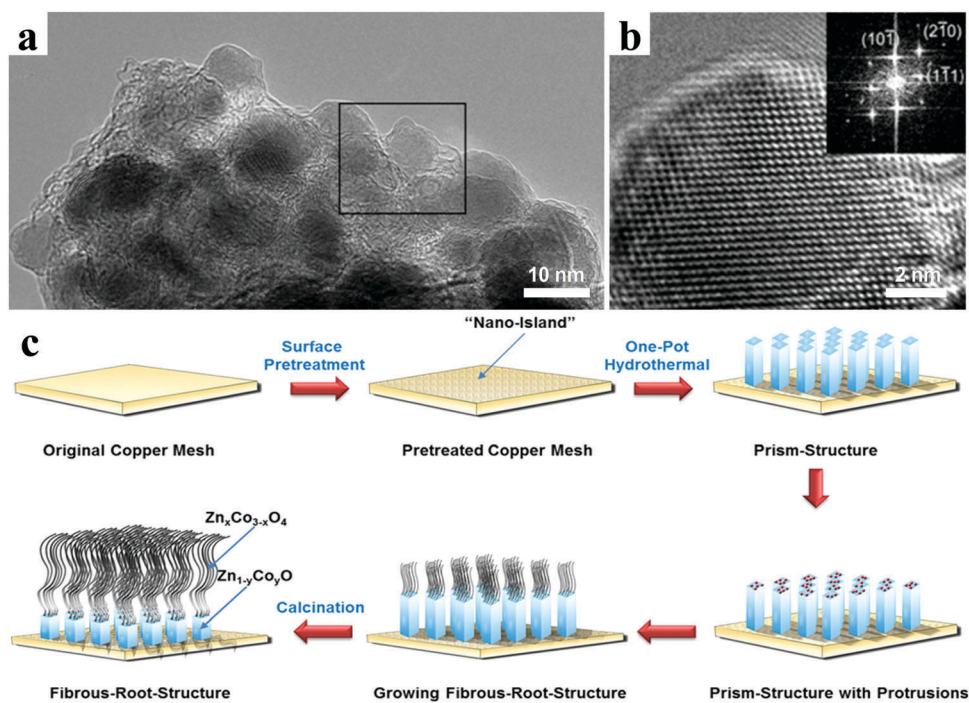 a
10 nm
b
(101̄)
(21̄0)
(11̄1)
2 nm
c
“Nano-Island”
Surface
Pretreatment
One-Pot
Hydrothermal
Original Copper Mesh
Pretreated Copper Mesh
Prism-Structure
ZnₓCo₃₋ₓO₄
Zn₁₋ᵧCoᵧO
Calcination
Fibrous-Root-Structure
Growing Fibrous-Root-Structure
Prism-Structure with Protrusions